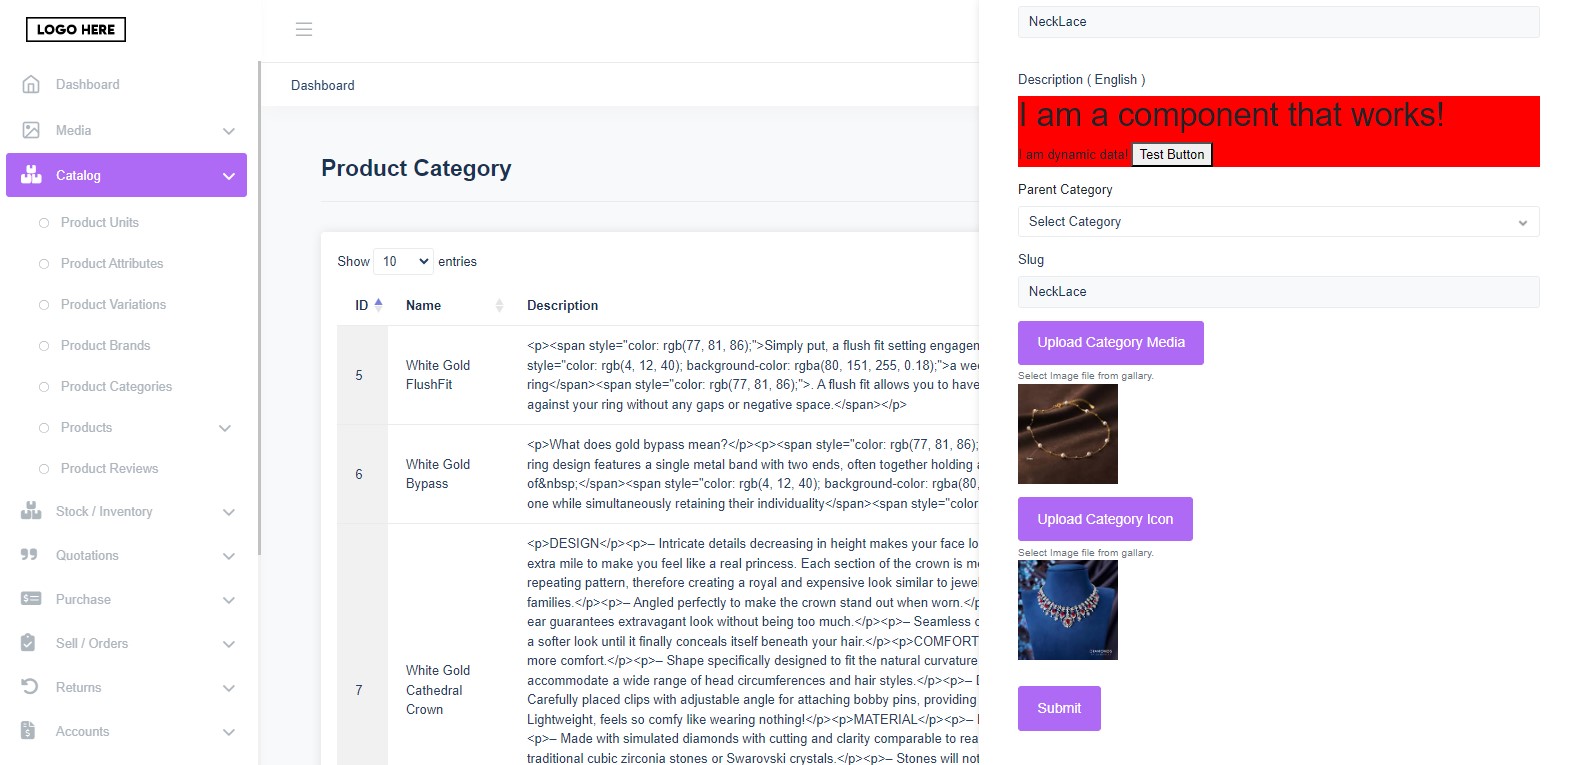 LOGO HERE
Dashboard
Media
Catalog
Product Units
Product Attributes
Product Variations
Product Brands
Product Categories
Products
Product Reviews
Stock / Inventory
Quotations
Purchase
Sell / Orders
Returns
Accounts
Dashboard
Product Category
Show 10 entries
ID Name Description
5
White Gold
FlushFit
<p><span style="color: rgb(77, 81, 86);">Simply put, a flush fit setting engagen
style="color: rgb(4, 12, 40); background-color: rgba(80, 151, 255, 0.18);">a wee
ring</span><span style="color: rgb(77, 81, 86);">. A flush fit allows you to have
against your ring without any gaps or negative space.</span></p>
6
White Gold
Bypass
<p>What does gold bypass mean?</p><p><span style="color: rgb(77, 81, 86);
ring design features a single metal band with two ends, often together holding a
of&nbsp;</span><span style="color: rgb(4, 12, 40); background-color: rgba(80,
one while simultaneously retaining their individuality</span><span style="color
7
White Gold
Cathedral
Crown
<p>DESIGN</p><p>– Intricate details decreasing in height makes your face lo
extra mile to make you feel like a real princess. Each section of the crown is me
repeating pattern, therefore creating a royal and expensive look similar to jewel
families.</p><p>– Angled perfectly to make the crown stand out when worn.</p
ear guarantees extravagant look without being too much.</p><p>– Seamless c
a softer look until it finally conceals itself beneath your hair.</p><p>COMFORT
more comfort.</p><p>– Shape specifically designed to fit the natural curvature
accommodate a wide range of head circumferences and hair styles.</p><p>– D
Carefully placed clips with adjustable angle for attaching bobby pins, providing
Lightweight, feels so comfy like wearing nothing!</p><p>MATERIAL</p><p>– I
<p>– Made with simulated diamonds with cutting and clarity comparable to rea
traditional cubic zirconia stones or Swarovski crystals.</p><p>– Stones will not
NeckLace
Description ( English )
I am a component that works!
I am dynamic data! Test Button
Parent Category
Select Category
Slug
NeckLace
Upload Category Media
Select Image file from gallary.
Upload Category Icon
Select Image file from gallary.
Submit